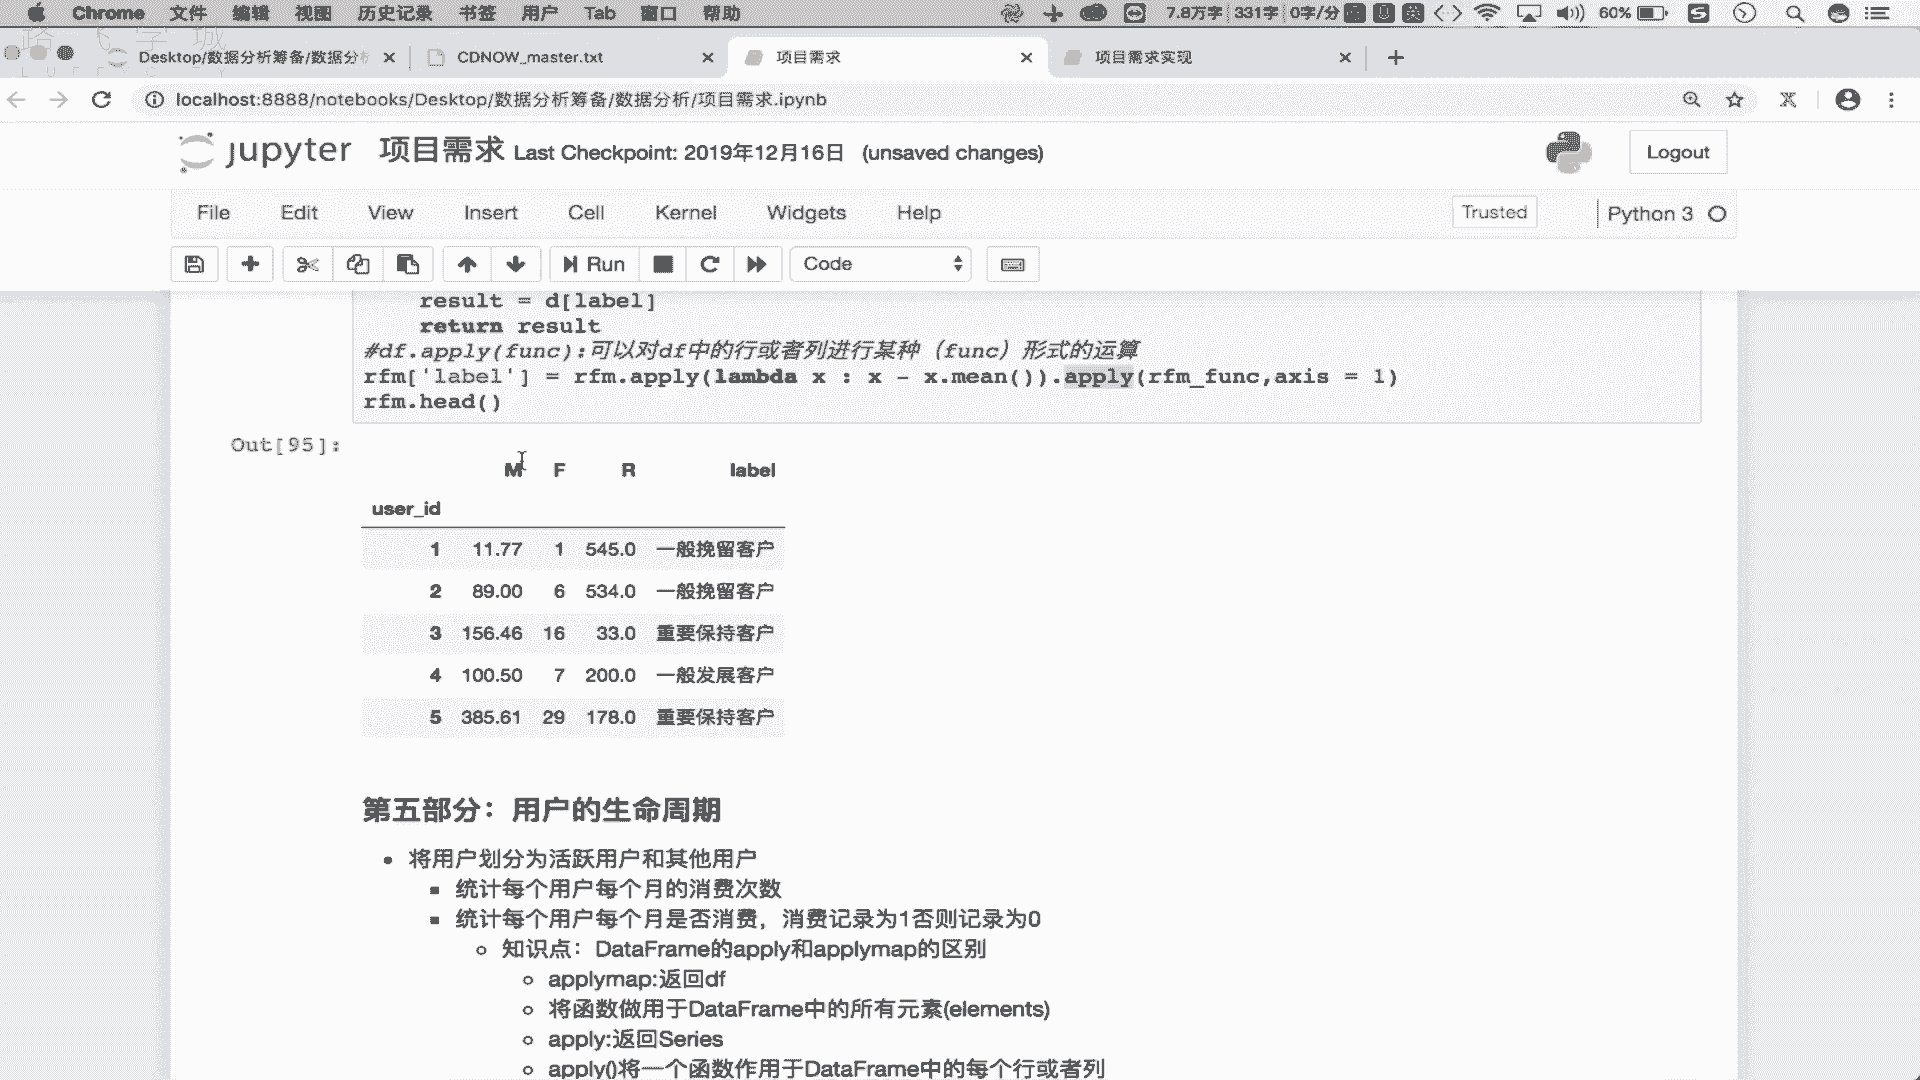 Chrome 文件 编辑 视图 历史记录 书签 用户 Tab 窗口 帮助 7.8万字 331字 0字/分 英 60% S
Desktop/数据分析筹备/数据分 CDNOW_master.txt 项目需求 项目需求实现
localhost:8888/notebooks/Desktop/数据分析筹备/数据分析/项目需求.ipynb
jupyter 项目需求 Last Checkpoint: 2019年12月16日 (unsaved changes) Logout
File Edit View Insert Cell Kernel Widgets Help Trusted Python 3
Run Code
result = d[label]
return result
#df.apply(func):可以对df中的行或者列进行某种（func）形式的运算
rfm['label'] = rfm.apply(lambda x : x - x.mean()).apply(rfm_func,axis = 1)
rfm.head()
Out[95]:
M F R label
user_id
1 11.77 1 545.0 一般挽留客户
2 89.00 6 534.0 一般挽留客户
3 156.46 16 33.0 重要保持客户
4 100.50 7 200.0 一般发展客户
5 385.61 29 178.0 重要保持客户
第五部分：用户的生命周期
将用户划分为活跃用户和其他用户
统计每个用户每个月的消费次数
统计每个用户每个月是否消费，消费记录为1否则记录为0
知识点：DataFrame的apply和applymap的区别
applymap:返回df
将函数做用于DataFrame中的所有元素(elements)
apply:返回Series
apply()将一个函数作用于DataFrame中的每个行或者列